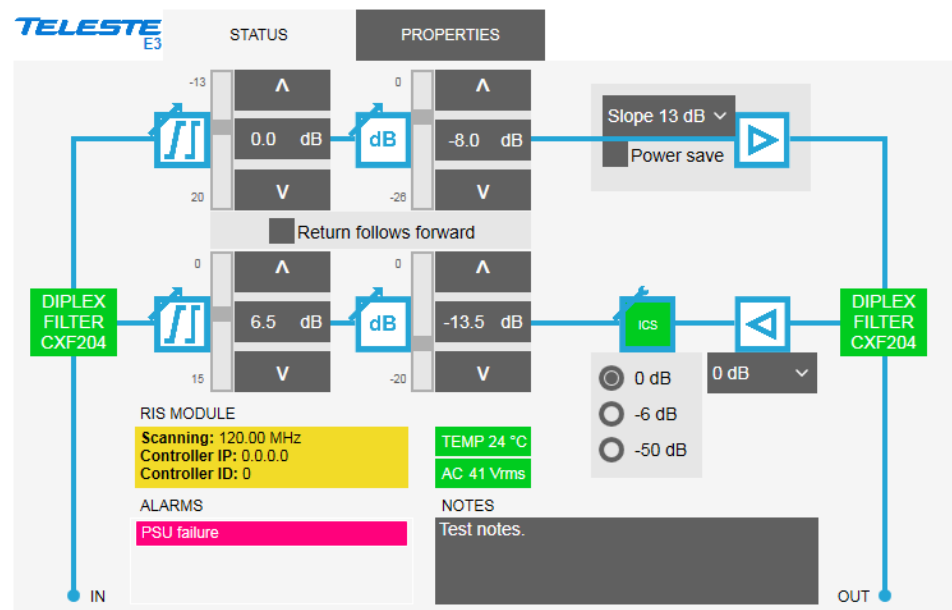 TELESTE
E3
STATUS
PROPERTIES
-13
Λ
0
Λ
0.0 dB
dB
-8.0 dB
Slope 13 dB
Power save
20
V
-26
V
Return follows forward
0
Λ
0
Λ
DIPLEX
FILTER
CXF204
6.5 dB
dB
-13.5 dB
ICS
DIPLEX
FILTER
CXF204
15
V
-20
V
0 dB
0 dB
-6 dB
-50 dB
RIS MODULE
Scanning: 120.00 MHz
Controller IP: 0.0.0.0
Controller ID: 0
TEMP 24 °C
AC 41 Vrms
ALARMS
PSU failure
NOTES
Test notes.
IN
OUT